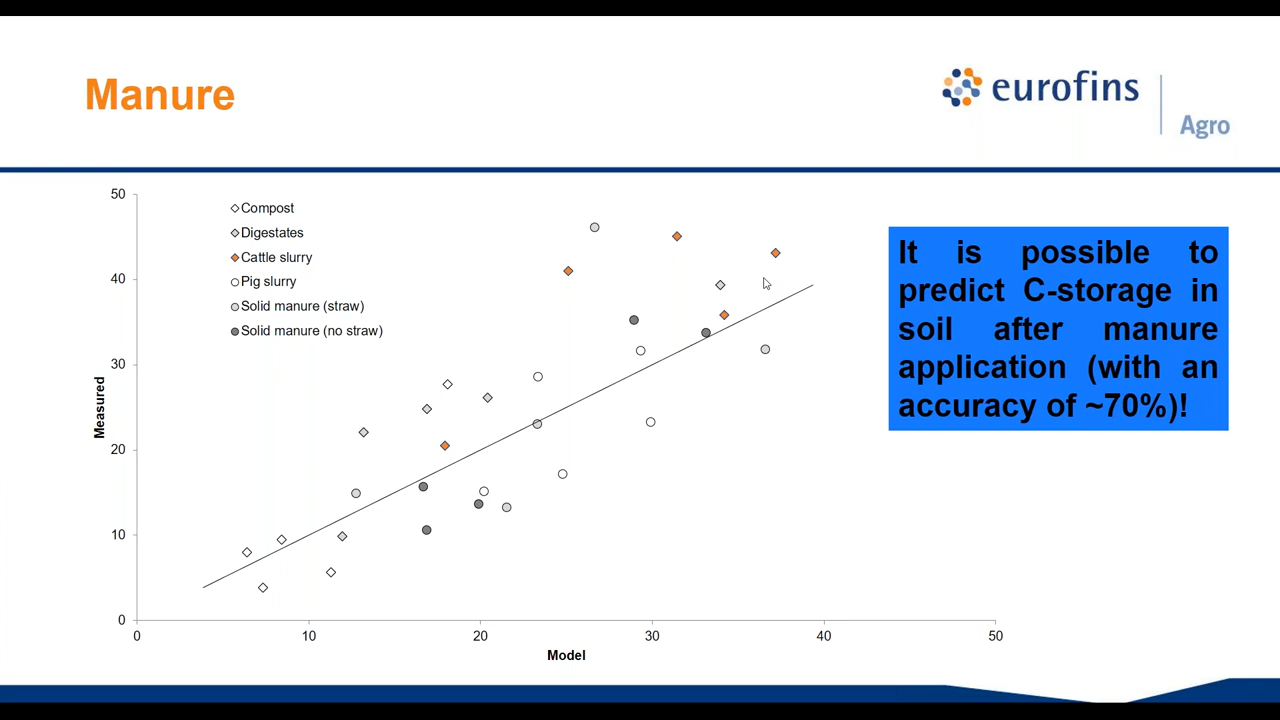 Manure
eurofins
Agro
50
40
30
20
10
0
Measured
Compost
Digestates
Cattle slurry
Pig slurry
Solid manure (straw)
Solid manure (no straw)
0 10 20 30 40 50
Model
It is possible to
predict C-storage in
soil after manure
application (with an
accuracy of ~70%)!